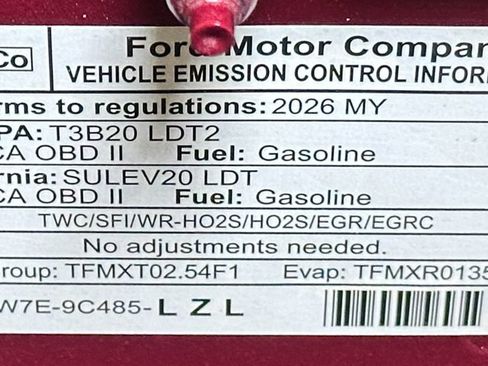 Co Ford Motor Compan
VEHICLE EMISSION CONTROL INFOR
rms to regulations: 2026 MY
PA: T3B20 LDT2
CA OBD II Fuel: Gasoline
rnia: SULEV20 LDT
CA OBD II Fuel: Gasoline
TWC/SFI/WR-HO2S/HO2S/EGR/EGRC
No adjustments needed.
Group: TFMXT02.54F1 Evap: TFMXR0135
W7E-9C485-L Z L